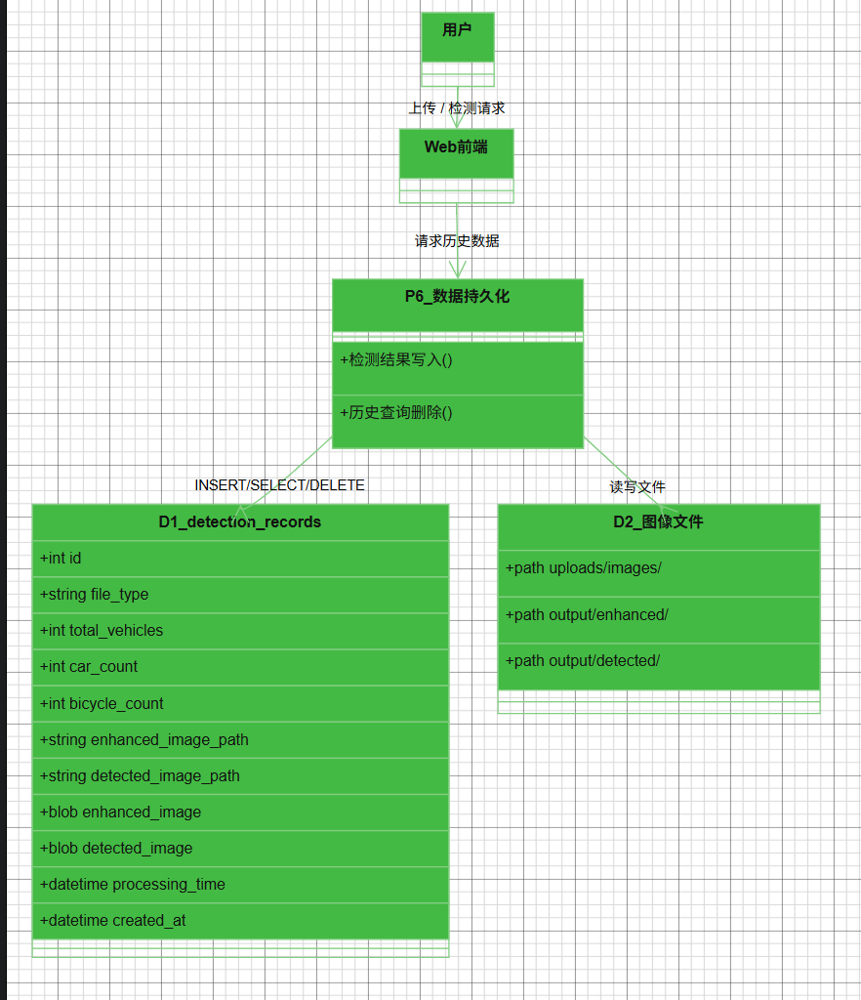 用户
上传 / 检测请求
Web前端
请求历史数据
P6_数据持久化
+检测结果写入()
+历史查询删除()
INSERT/SELECT/DELETE
读写文件
D1_detection_records
+int id
+string file_type
+int total_vehicles
+int car_count
+int bicycle_count
+string enhanced_image_path
+string detected_image_path
+blob enhanced_image
+blob detected_image
+datetime processing_time
+datetime created_at
D2_图像文件
+path uploads/images/
+path output/enhanced/
+path output/detected/